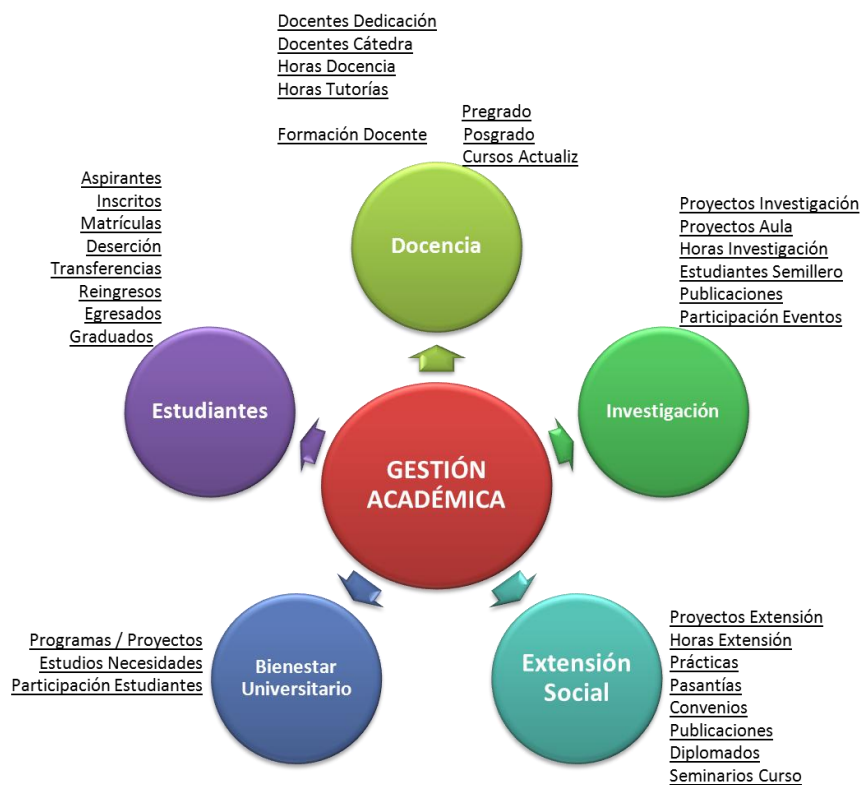 Docentes Dedicación
Docentes Cátedra
Horas Docencia
Horas Tutorías
Formación Docente
Pregrado
Posgrado
Cursos Actualiz
Docencia
Aspirantes
Inscritos
Matrículas
Deserción
Transferencias
Reingresos
Egresados
Graduados
Estudiantes
Proyectos Investigación
Proyectos Aula
Horas Investigación
Estudiantes Semillero
Publicaciones
Participación Eventos
Investigación
GESTIÓN
ACADÉMICA
Programas / Proyectos
Estudios Necesidades
Participación Estudiantes
Bienestar
Universitario
Extensión
Social
Proyectos Extensión
Horas Extensión
Prácticas
Pasantías
Convenios
Publicaciones
Diplomados
Seminarios Curso